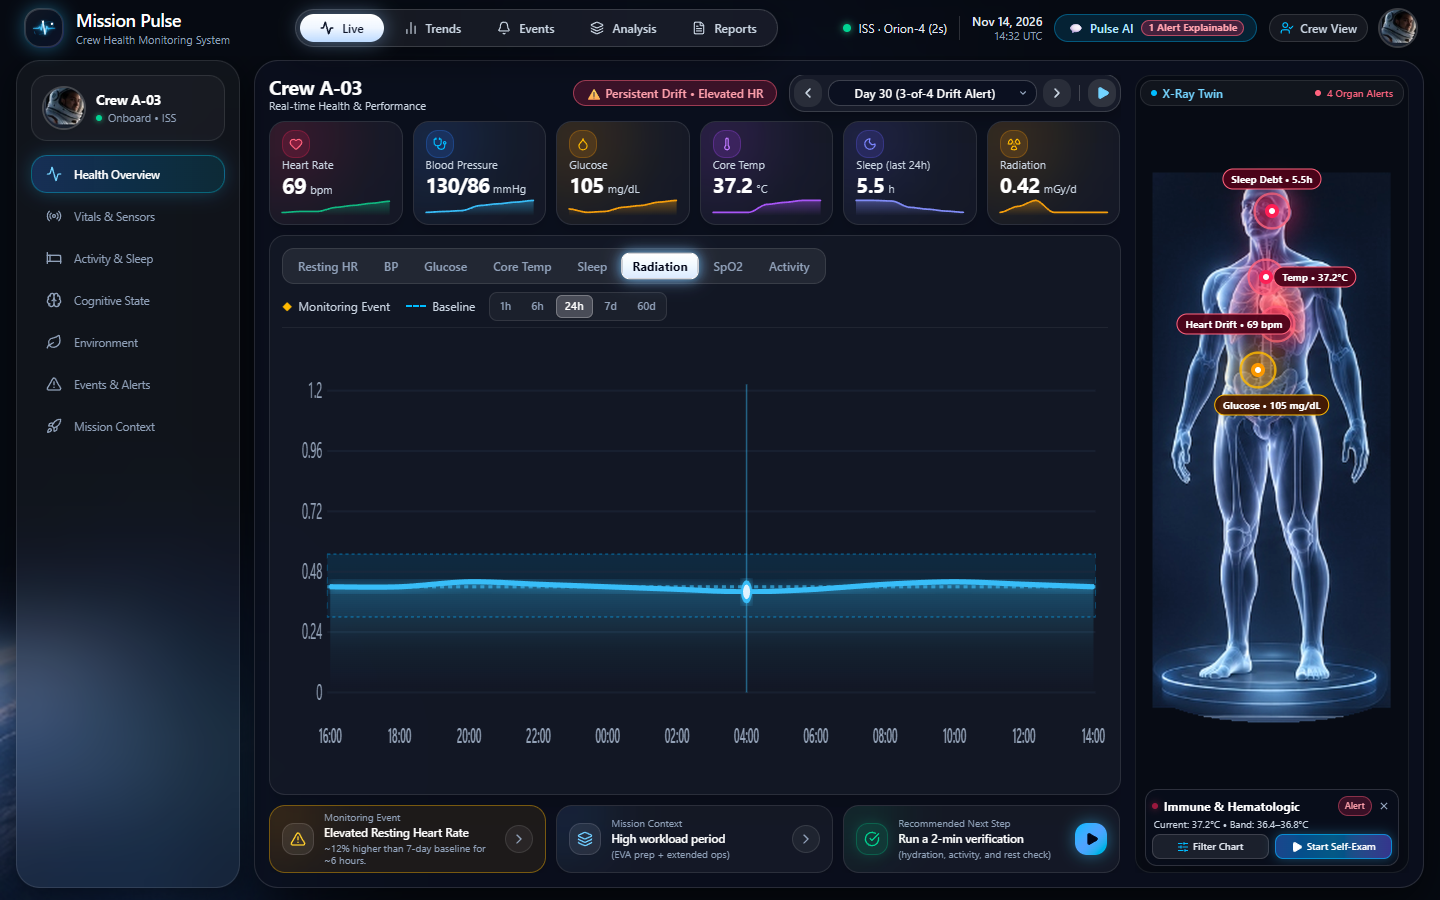 Mission Pulse
Crew Health Monitoring System
Live
Trends
Events
Analysis
Reports
ISS · Orion-4 (2s)
Nov 14, 2026
14:32 UTC
Pulse AI
1 Alert Explainable
Crew View
Crew A-03
Onboard • ISS
Health Overview
Vitals & Sensors
Activity & Sleep
Cognitive State
Environment
Events & Alerts
Mission Context
Crew A-03
Real-time Health & Performance
Persistent Drift • Elevated HR
Day 30 (3-of-4 Drift Alert)
Heart Rate
69 bpm
Blood Pressure
130/86 mmHg
Glucose
105 mg/dL
Core Temp
37.2 °C
Sleep (last 24h)
5.5 h
Radiation
0.42 mGy/d
Resting HR
BP
Glucose
Core Temp
Sleep
Radiation
SpO2
Activity
Monitoring Event
Baseline
1h
6h
24h
7d
60d
1.2
0.96
0.72
0.48
0.24
0
16:00
18:00
20:00
22:00
00:00
02:00
04:00
06:00
08:00
10:00
12:00
14:00
Monitoring Event
Elevated Resting Heart Rate
~12% higher than 7-day baseline for
~6 hours.
Mission Context
High workload period
(EVA prep + extended ops)
Recommended Next Step
Run a 2-min verification
(hydration, activity, and rest check)
X-Ray Twin
4 Organ Alerts
Sleep Debt • 5.5h
Temp • 37.2°C
Heart Drift • 69 bpm
Glucose • 105 mg/dL
Immune & Hematologic
Alert
Current: 37.2°C • Band: 36.4–36.8°C
Filter Chart
Start Self-Exam